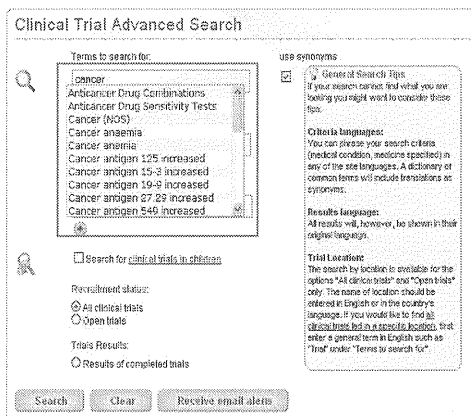 Clinical Trial Advanced Search
Terms to search for:
cancer
Anticancer Drug Combinations
Anticancer Drug Sensitivity Tests
Cancer (NOS)
Cancer anaemia
Cancer anemia
Cancer antigen 125 increased
Cancer antigen 15-3 increased
Cancer antigen 19-9 increased
Cancer antigen 27.29 increased
Cancer antigen 549 increased
Search for clinical trials in children
Recruitment status:
All clinical trials
Open trials
Trials Results:
Results of completed trials
Search Clear Receive email alerts
use synonyms
General Search Tips
If your search cannot find what you are
looking you might want to consider these
tips:
Criteria languages:
You can phrase your search criteria
(medical condition, medicine specified) in
any of the site languages. A dictionary of
common terms will include translations as
synonyms.
Results language:
All results will, however, be shown in their
original language.
Trial Location:
The search by location is available for the
options "All clinical trials" and "Open trials"
only. The name of location should be
entered in English or in the country's
language. If you would like to find all
clinical trials led in a specific location, first
enter a general term in English such as
"Trial" under "Terms to search for".